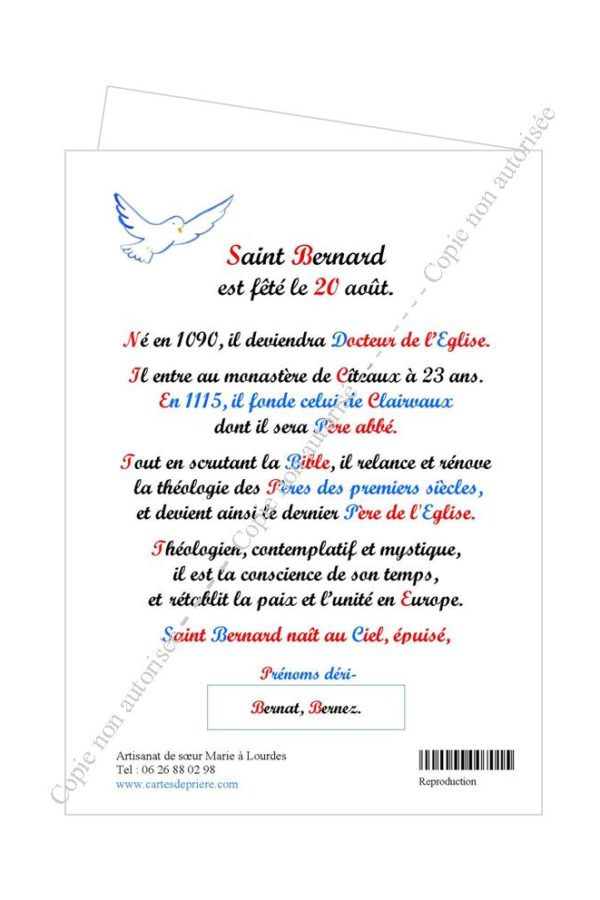 Saint Bernard
est fêté le 20 août.
Né en 1090, il deviendra Docteur de l'Eglise.
Il entre au monastère de Cîteaux à 23 ans.
En 1115, il fonde celui de Clairvaux
dont il sera Père abbé.
Tout en scrutant la Bible, il relance et rénove
la théologie des Pères des premiers siècles,
et devient ainsi le dernier Père de l'Eglise.
Théologien, contemplatif et mystique,
il est la conscience de son temps,
et rétablit la paix et l'unité en Europe.
Saint Bernard naît au Ciel, épuisé,
Prénoms déri-
Bernat, Bernez.
Artisanat de sœur Marie à Lourdes
Tel : 06 26 88 02 98
www.cartesdepriere.com
Reproduction
Copie non autorisée - - - - - Copie non autorisée - - - - - - Copie non autorisée